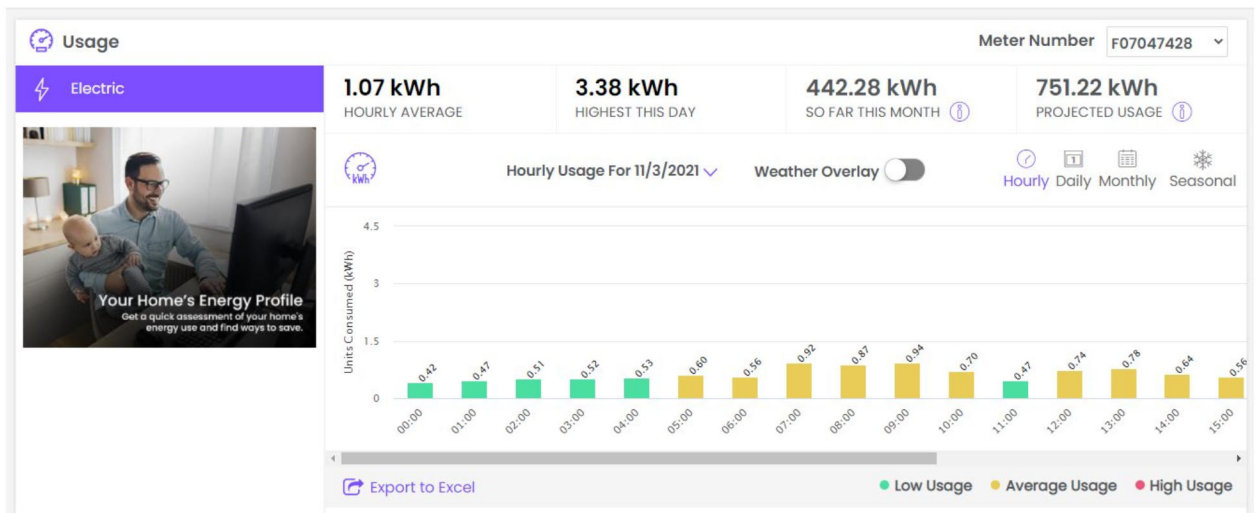 Usage
Meter Number F07047428
Electric
1.07 kWh
HOURLY AVERAGE
3.38 kWh
HIGHEST THIS DAY
442.28 kWh
SO FAR THIS MONTH
751.22 kWh
PROJECTED USAGE
kWh
Hourly Usage For 11/3/2021
Weather Overlay
1
Hourly Daily Monthly Seasonal
Your Home's Energy Profile
Get a quick assessment of your home's
energy use and find ways to save.
Units Consumed (kWh)
4.5
3
1.5
0
0.42 0.47 0.51 0.52 0.53 0.60 0.56 0.92 0.87 0.94 0.70 0.47 0.74 0.78 0.64 0.56
00:00 01:00 02:00 03:00 04:00 05:00 06:00 07:00 08:00 09:00 10:00 11:00 12:00 13:00 14:00 15:00
Export to Excel
Low Usage Average Usage High Usage